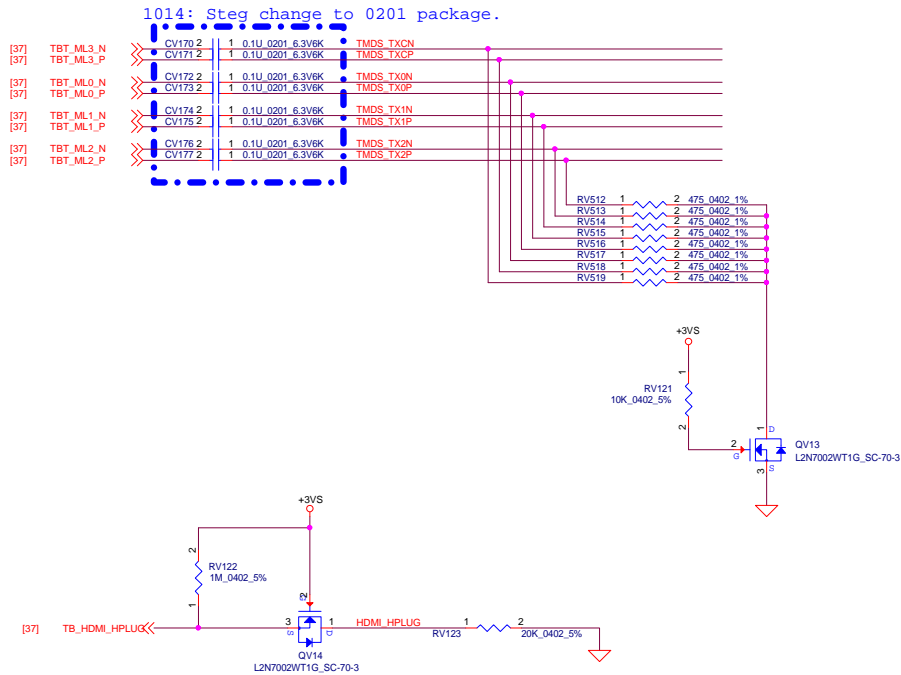 1014: Steg change to 0201 package.
[37] TBT_ML3_N CV170 2 1 0.1U_0201_6.3V6K TMDS_TXCN
[37] TBT_ML3_P CV171 2 1 0.1U_0201_6.3V6K TMDS_TXCP
[37] TBT_ML0_N CV172 2 1 0.1U_0201_6.3V6K TMDS_TX0N
[37] TBT_ML0_P CV173 2 1 0.1U_0201_6.3V6K TMDS_TX0P
[37] TBT_ML1_N CV174 2 1 0.1U_0201_6.3V6K TMDS_TX1N
[37] TBT_ML1_P CV175 2 1 0.1U_0201_6.3V6K TMDS_TX1P
[37] TBT_ML2_N CV176 2 1 0.1U_0201_6.3V6K TMDS_TX2N
[37] TBT_ML2_P CV177 2 1 0.1U_0201_6.3V6K TMDS_TX2P
RV512 1 2 475_0402_1%
RV513 1 2 475_0402_1%
RV514 1 2 475_0402_1%
RV515 1 2 475_0402_1%
RV516 1 2 475_0402_1%
RV517 1 2 475_0402_1%
RV518 1 2 475_0402_1%
RV519 1 2 475_0402_1%
+3VS
1
RV121
10K_0402_5%
2
1 D
2 G
QV13
L2N7002WT1G_SC-70-3
3 S
+3VS
2
RV122
1M_0402_5%
1
G 2
[37] TB_HDMI_HPLUG 3 S 1 D HDMI_HPLUG RV123 1 2 20K_0402_5%
QV14
L2N7002WT1G_SC-70-3